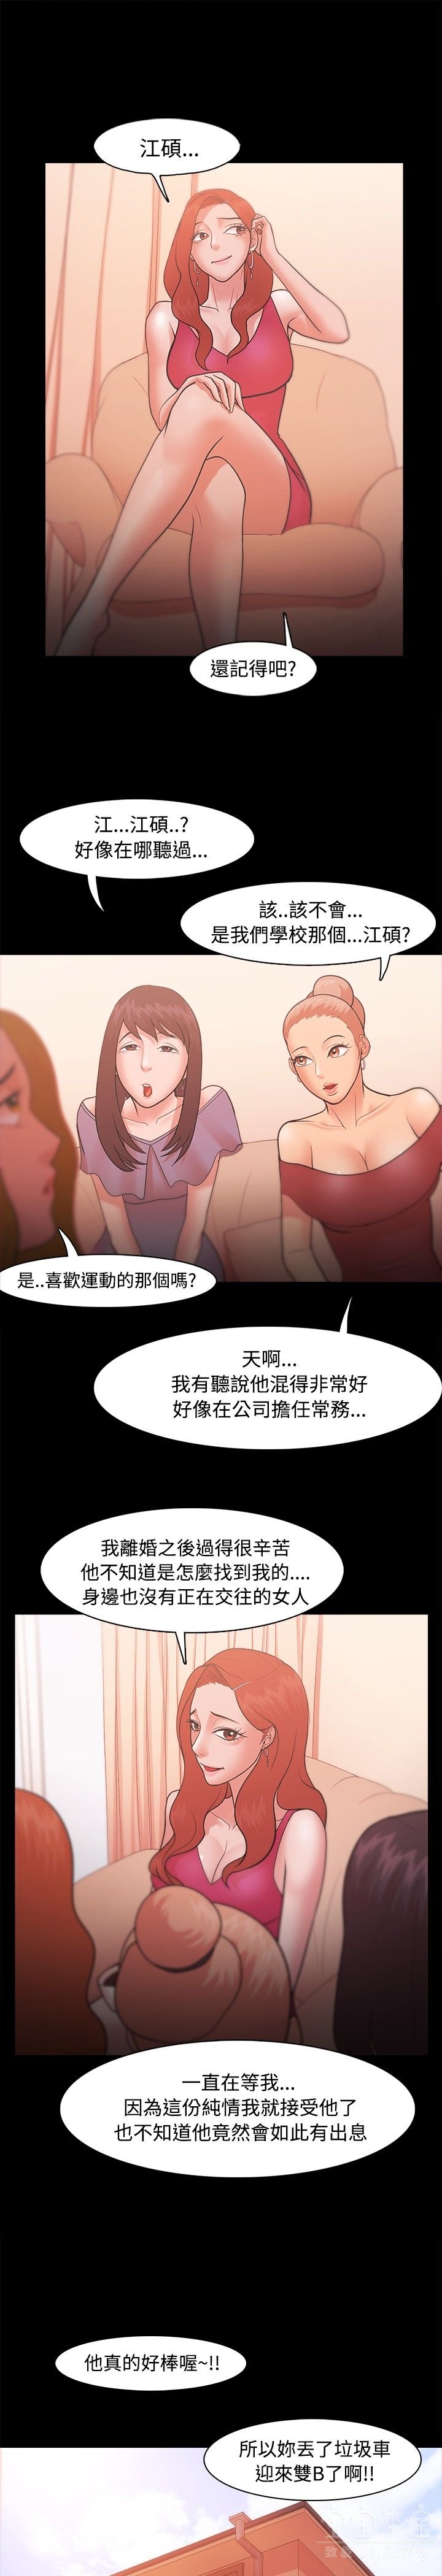 江碩...
還記得吧?
江...江碩..?
好像在哪聽過...
該..該不會...
是我們學校那個...江碩?
是..喜歡運動的那個嗎?
天啊...
我有聽說他混得非常好
好像在公司擔任常務...
我離婚之後過得很辛苦
他不知道是怎麼找到我的....
身邊也沒有正在交往的女人
一直在等我...
因為這份純情我就接受他了
也不知道他竟然會如此有出息
他真的好棒喔~!!
所以妳丟了垃圾車
迎來雙B了啊!!